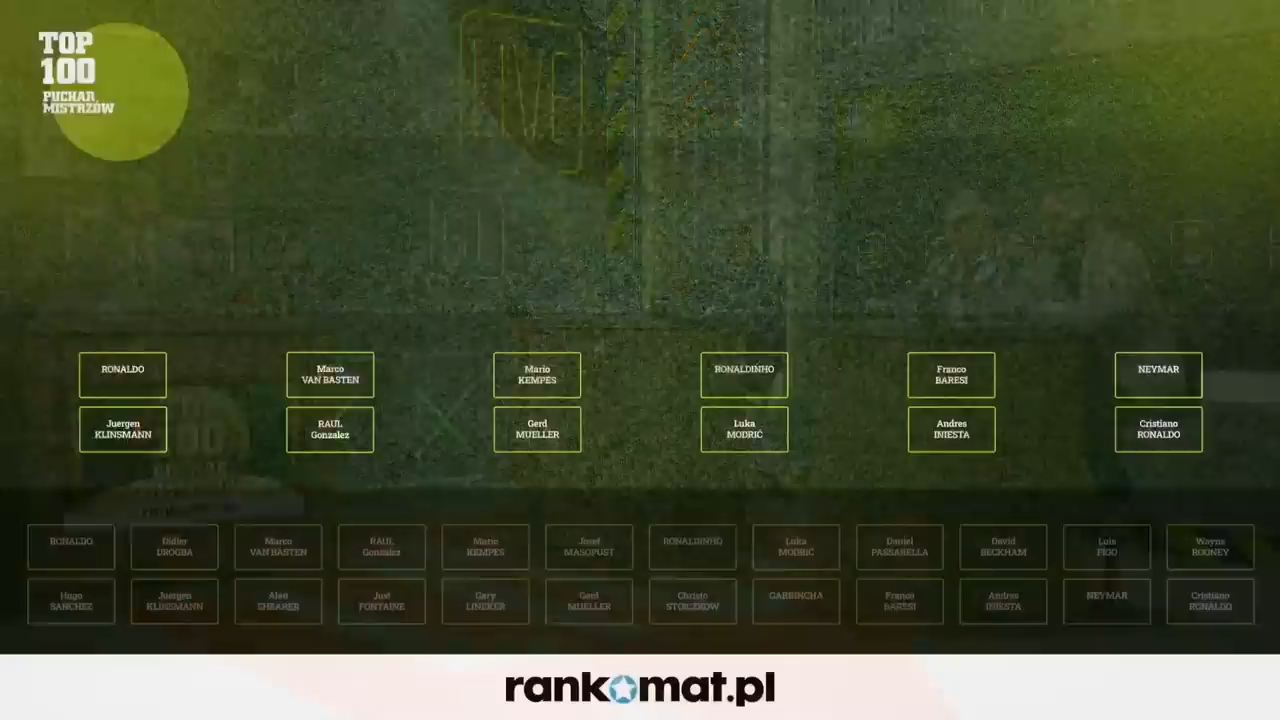 TOP
100
PUCHAR
MISTRZÓW
RONALDO
Marco
VAN BASTEN
Mario
KEMPES
RONALDINHO
Franco
BARESI
NEYMAR
Juergen
KLINSMANN
RAUL
Gonzalez
Gerd
MUELLER
Luka
MODRIĆ
Andres
INIESTA
Cristiano
RONALDO
RONALDO
Didier
DROGBA
Marco
VAN BASTEN
RAUL
Gonzalez
Mario
KEMPES
Josef
MASOPUST
RONALDINHO
Luka
MODRIĆ
Daniel
PASSARELLA
David
BECKHAM
Luis
FIGO
Wayne
ROONEY
Hugo
SANCHEZ
Juergen
KLINSMANN
Alan
SHEARER
Just
FONTAINE
Gary
LINEKER
Gerd
MUELLER
Christo
STOICZKOW
GARRINCHA
Franco
BARESI
Andres
INIESTA
NEYMAR
Cristiano
RONALDO
rankomat.pl